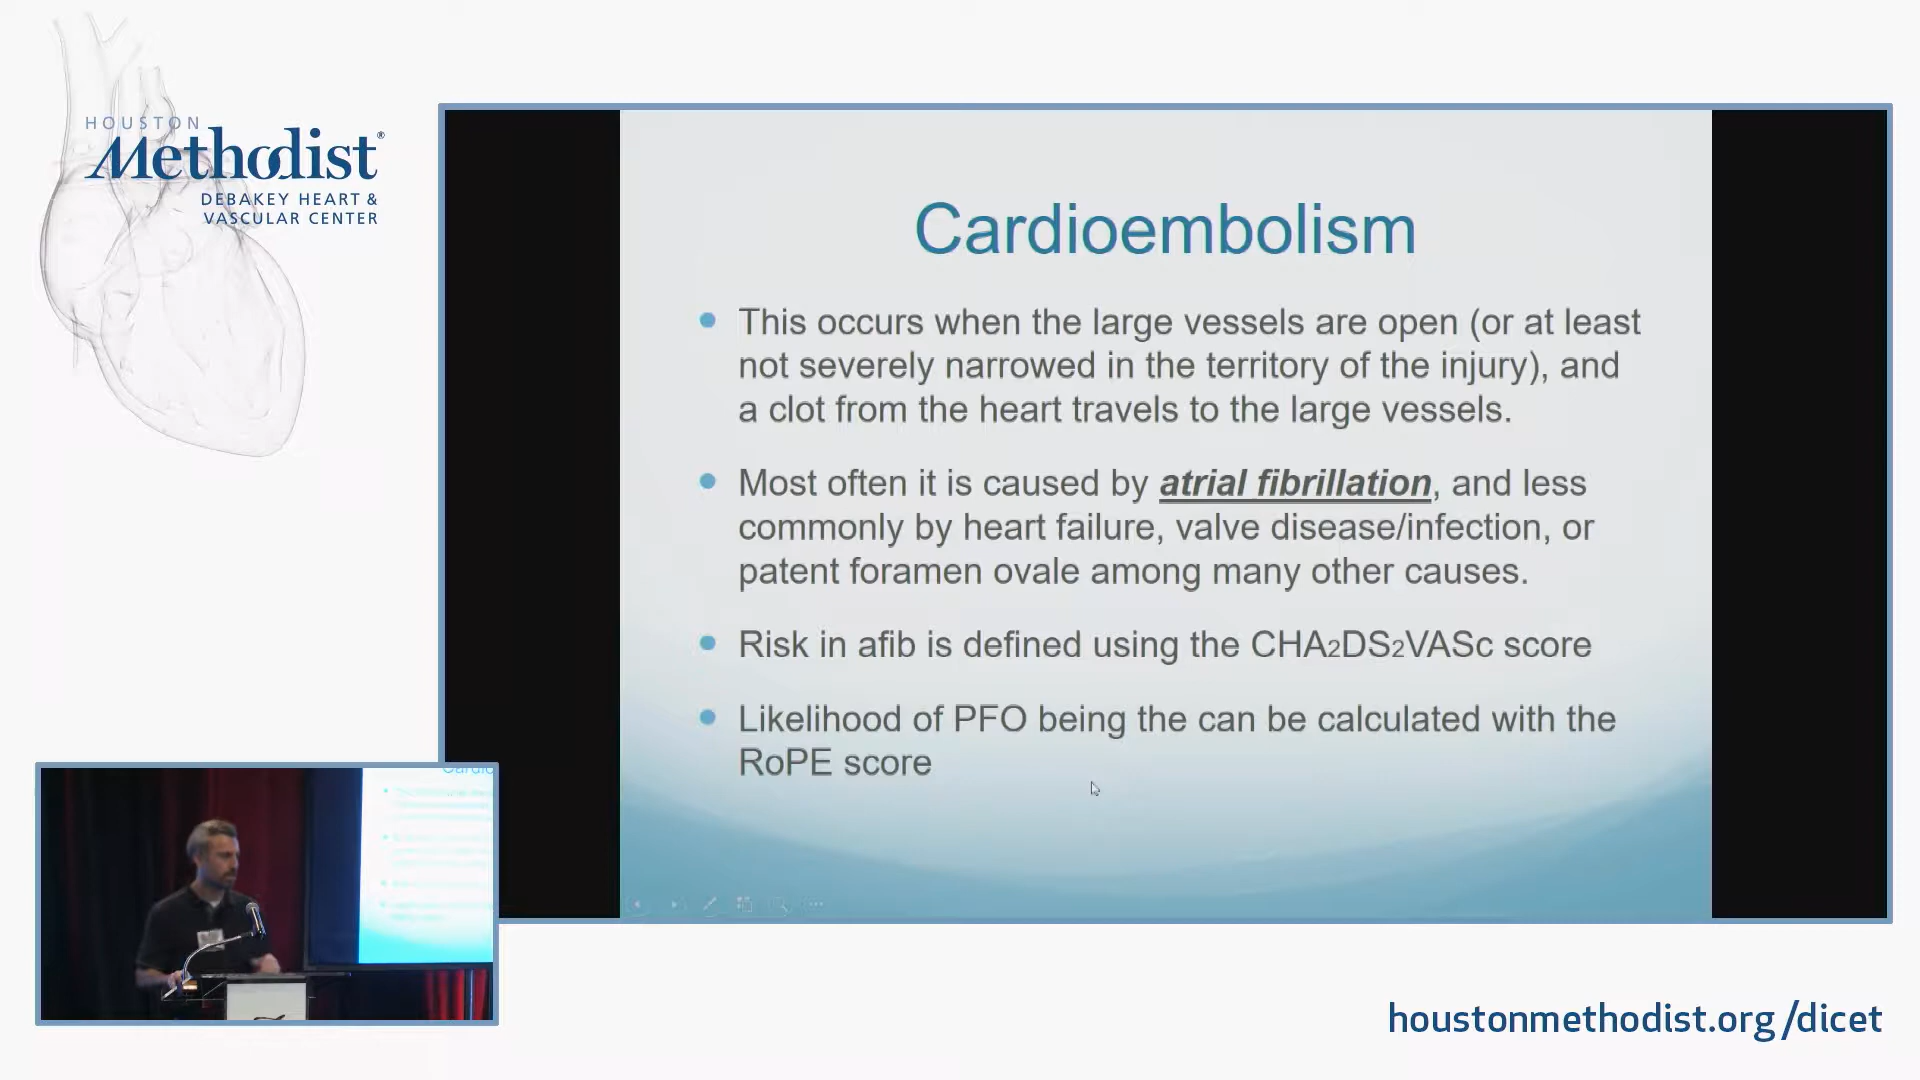 HOUSTON
Methodist®
DEBAKEY HEART &
VASCULAR CENTER
Cardioembolism
• This occurs when the large vessels are open (or at least
not severely narrowed in the territory of the injury), and
a clot from the heart travels to the large vessels.
• Most often it is caused by atrial fibrillation, and less
commonly by heart failure, valve disease/infection, or
patent foramen ovale among many other causes.
• Risk in afib is defined using the CHA2DS2VASc score
• Likelihood of PFO being the can be calculated with the
RoPE score
Cardio
houstonmethodist.org/dicet